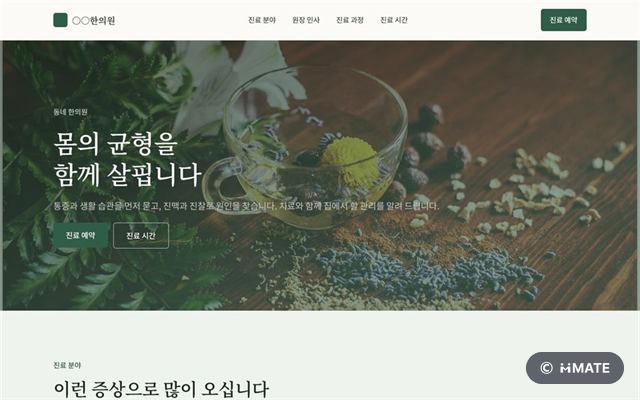 ○○한의원
진료 분야
원장 인사
진료 과정
진료 시간
진료 예약
동네 한의원
몸의 균형을
함께 살핍니다
통증과 생활 습관을 먼저 묻고, 진맥과 진찰로 원인을 찾습니다. 치료와 함께 집에서 할 관리를 알려 드립니다.
진료 예약
진료 시간
진료 분야
이런 증상으로 많이 오십니다
© MMATE